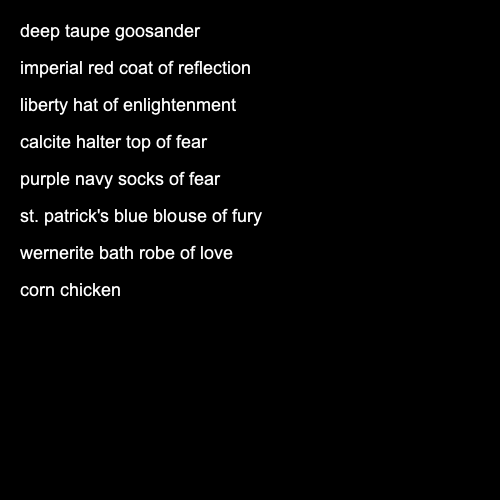 deep taupe goosander
imperial red coat of reflection
liberty hat of enlightenment
calcite halter top of fear
purple navy socks of fear
st. patrick's blue blouse of fury
wernerite bath robe of love
corn chicken